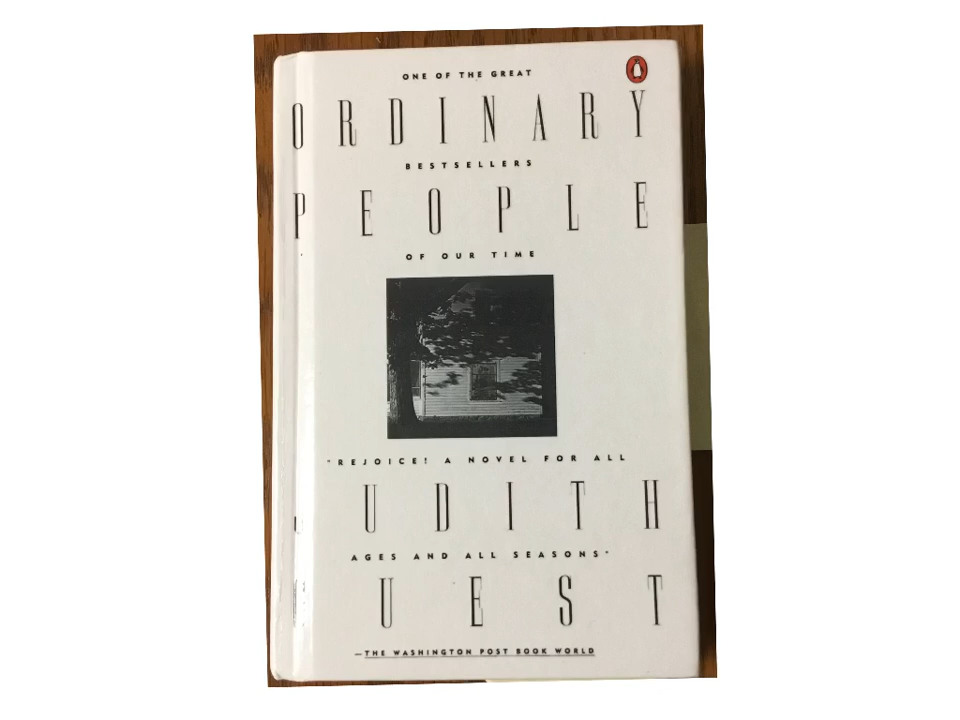 ONE OF THE GREAT
ORDINARY
BESTSELLERS
PEOPLE
OF OUR TIME
"REJOICE! A NOVEL FOR ALL
UDITH
AGES AND ALL SEASONS"
UEST
—THE WASHINGTON POST BOOK WORLD